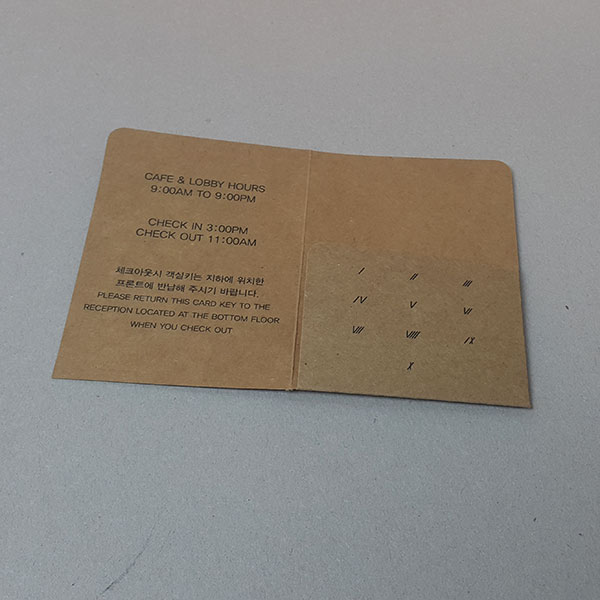 CAFE & LOBBY HOURS
9:00AM TO 9:00PM
CHECK IN 3:00PM
CHECK OUT 11:00AM
체크아웃시 객실키는 지하에 위치한
프론트에 반납해 주시기 바랍니다.
PLEASE RETURN THIS CARD KEY TO THE
RECEPTION LOCATED AT THE BOTTOM FLOOR
WHEN YOU CHECK OUT
I II III
IV V VI
VII VIII IX
X